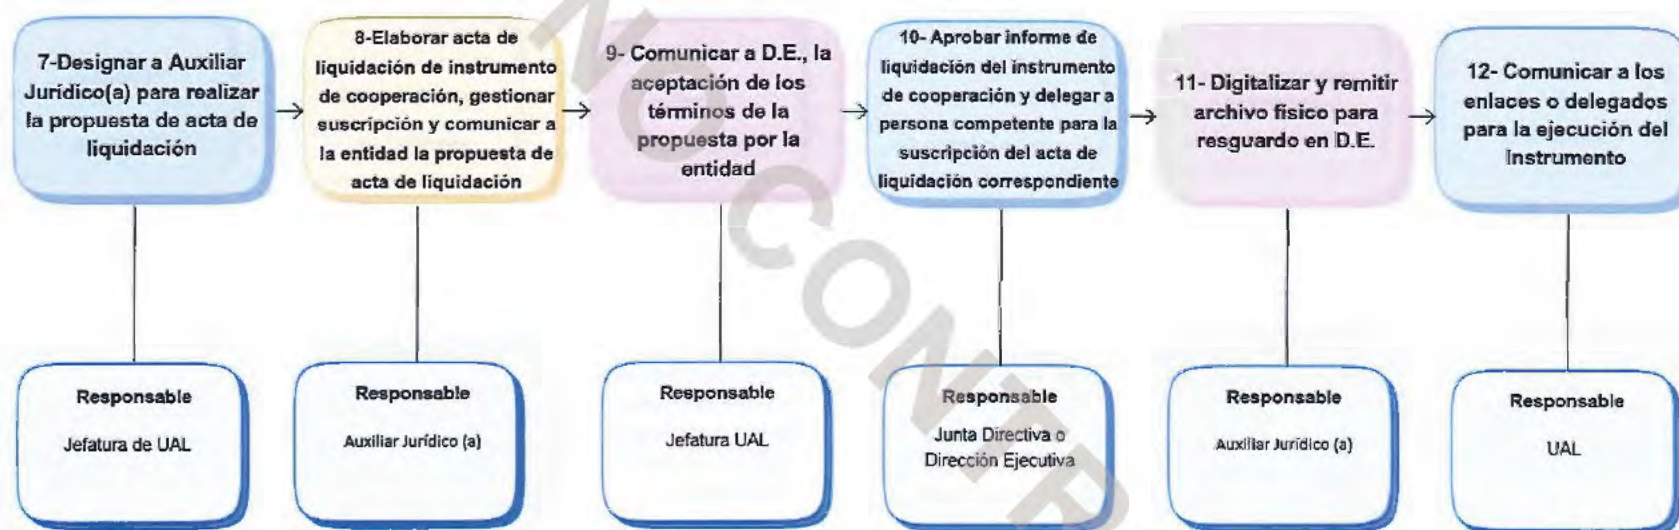 7-Designar a Auxiliar
Jurídico(a) para realizar
la propuesta de acta de
liquidación
8-Elaborar acta de
liquidación de instrumento
de cooperación, gestionar
suscripción y comunicar a
la entidad la propuesta de
acta de liquidación
9- Comunicar a D.E., la
aceptación de los
términos de la
propuesta por la
entidad
10- Aprobar informe de
liquidación del instrumento
de cooperación y delegar a
persona competente para la
suscripción del acta de
liquidación correspondiente
11- Digitalizar y remitir
archivo físico para
resguardo en D.E.
12- Comunicar a los
enlaces o delegados
para la ejecución del
Instrumento
Responsable
Jefatura de UAL
Responsable
Auxiliar Jurídico (a)
Responsable
Jefatura UAL
Responsable
Junta Directiva o
Dirección Ejecutiva
Responsable
Auxiliar Jurídico (a)
Responsable
UAL
NO CONTR